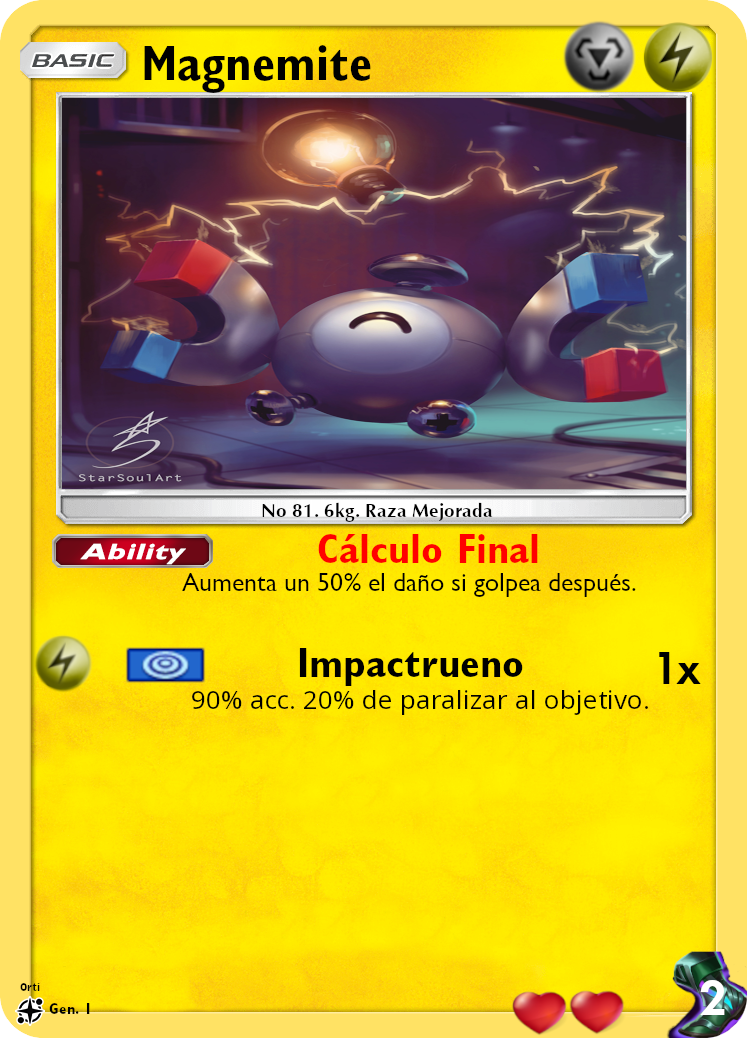 BASIC Magnemite
StarSoulArt
No 81. 6kg. Raza Mejorada
Ability Cálculo Final
Aumenta un 50% el daño si golpea después.
Impactrueno 1x
90% acc. 20% de paralizar al objetivo.
Orti
Gen. 1
2